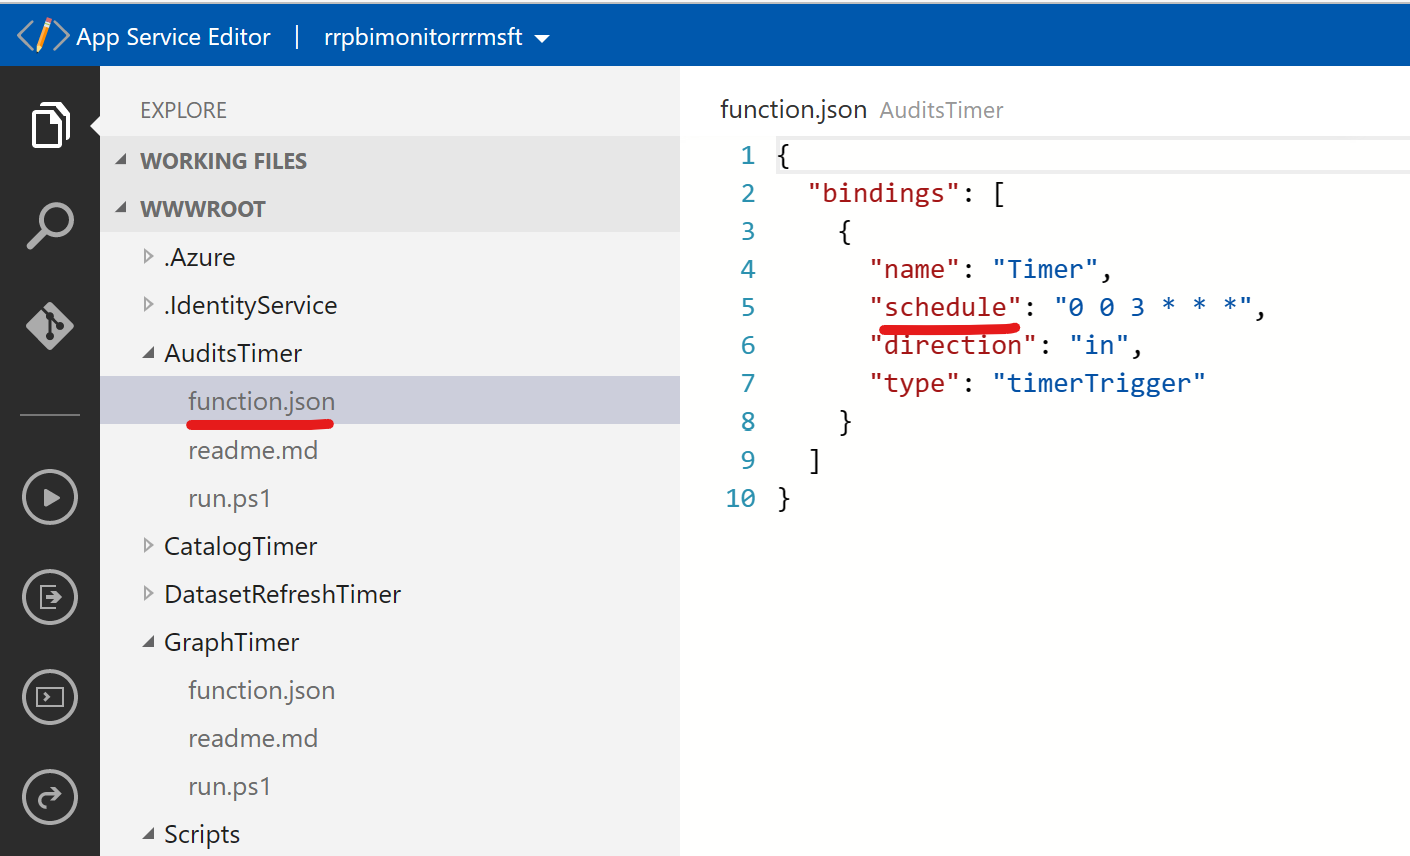 App Service Editor | rrpbimonitorrrmsft
EXPLORE
WORKING FILES
WWWROOT
.Azure
.IdentityService
AuditsTimer
function.json
readme.md
run.ps1
CatalogTimer
DatasetRefreshTimer
GraphTimer
function.json
readme.md
run.ps1
Scripts
function.json AuditsTimer
1 {
2 "bindings": [
3 {
4 "name": "Timer",
5 "schedule": "0 0 3 * * *",
6 "direction": "in",
7 "type": "timerTrigger"
8 }
9 ]
10 }